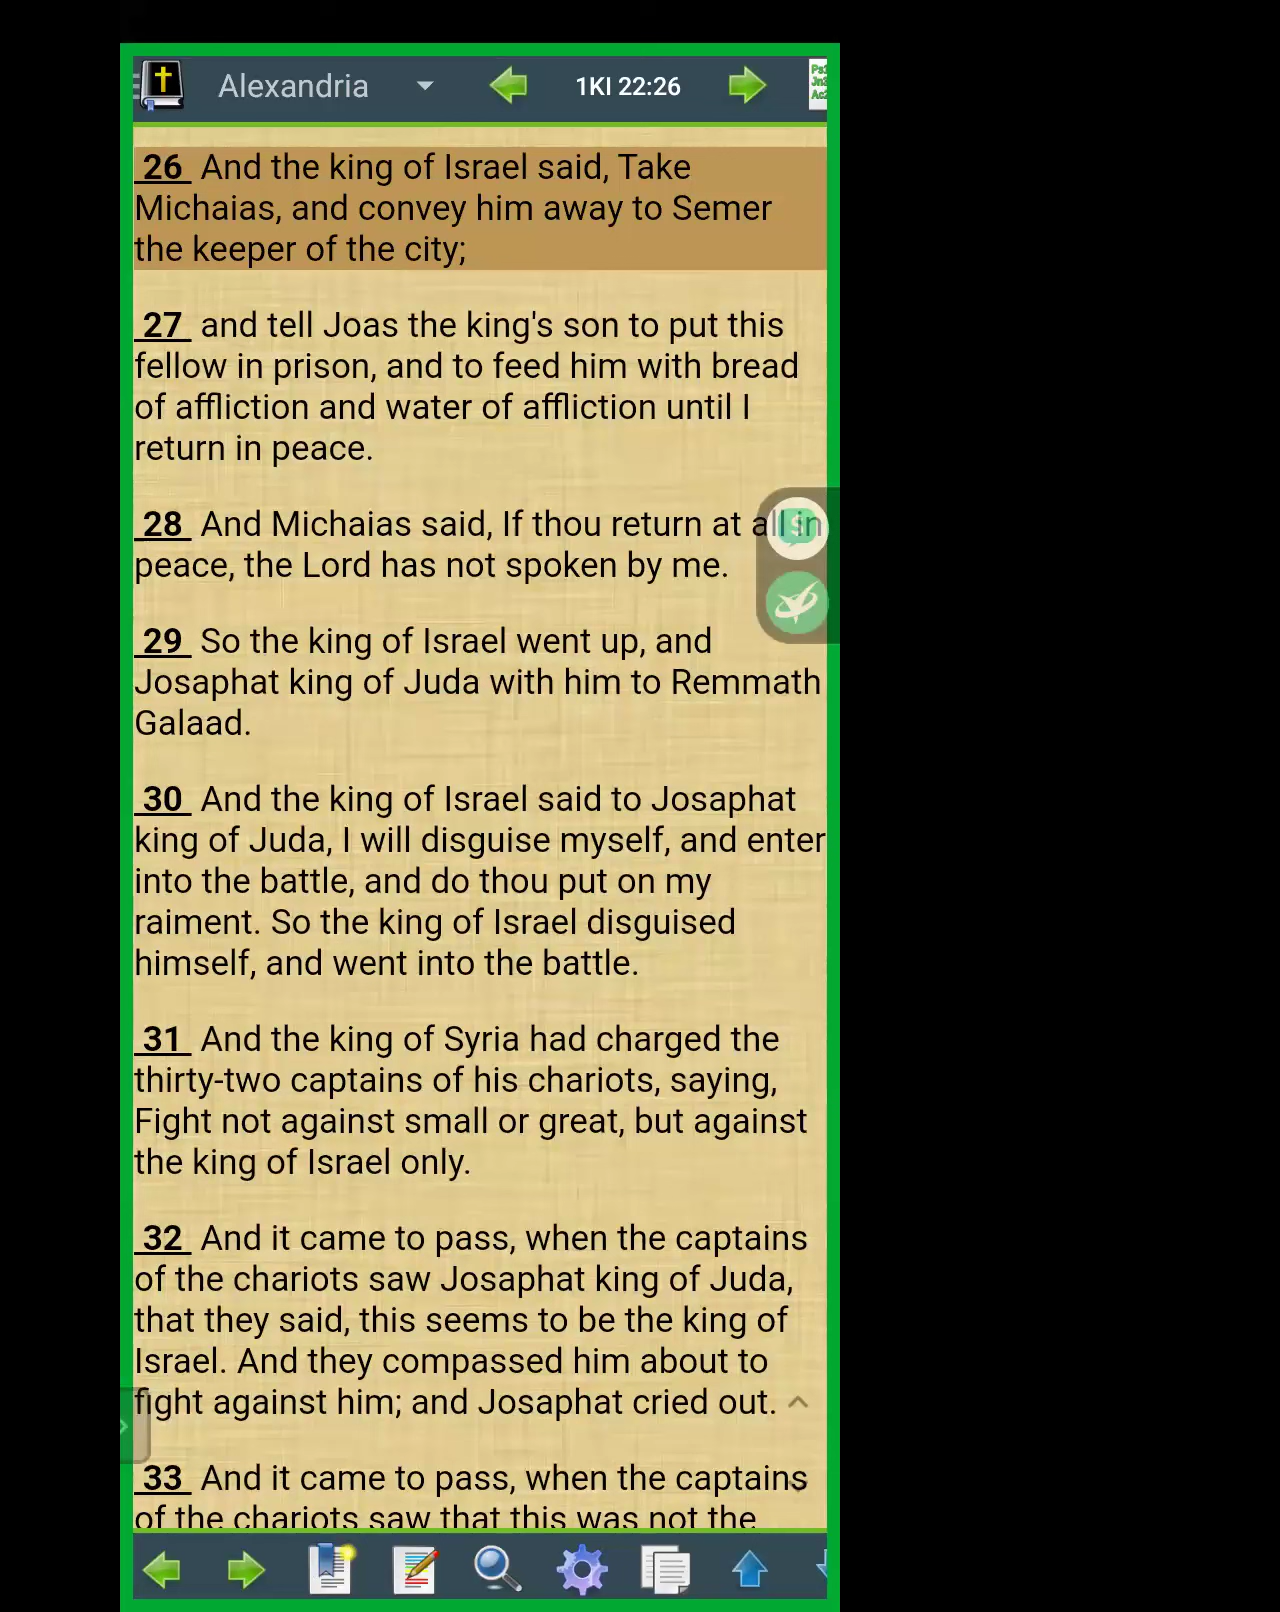 Alexandria
1KI 22:26
26 And the king of Israel said, Take
Michaias, and convey him away to Semer
the keeper of the city;
27 and tell Joas the king's son to put this
fellow in prison, and to feed him with bread
of affliction and water of affliction until I
return in peace.
28 And Michaias said, If thou return at all in
peace, the Lord has not spoken by me.
29 So the king of Israel went up, and
Josaphat king of Juda with him to Remmath
Galaad.
30 And the king of Israel said to Josaphat
king of Juda, I will disguise myself, and enter
into the battle, and do thou put on my
raiment. So the king of Israel disguised
himself, and went into the battle.
31 And the king of Syria had charged the
thirty-two captains of his chariots, saying,
Fight not against small or great, but against
the king of Israel only.
32 And it came to pass, when the captains
of the chariots saw Josaphat king of Juda,
that they said, this seems to be the king of
Israel. And they compassed him about to
fight against him; and Josaphat cried out.
33 And it came to pass, when the captains
of the chariots saw that this was not the